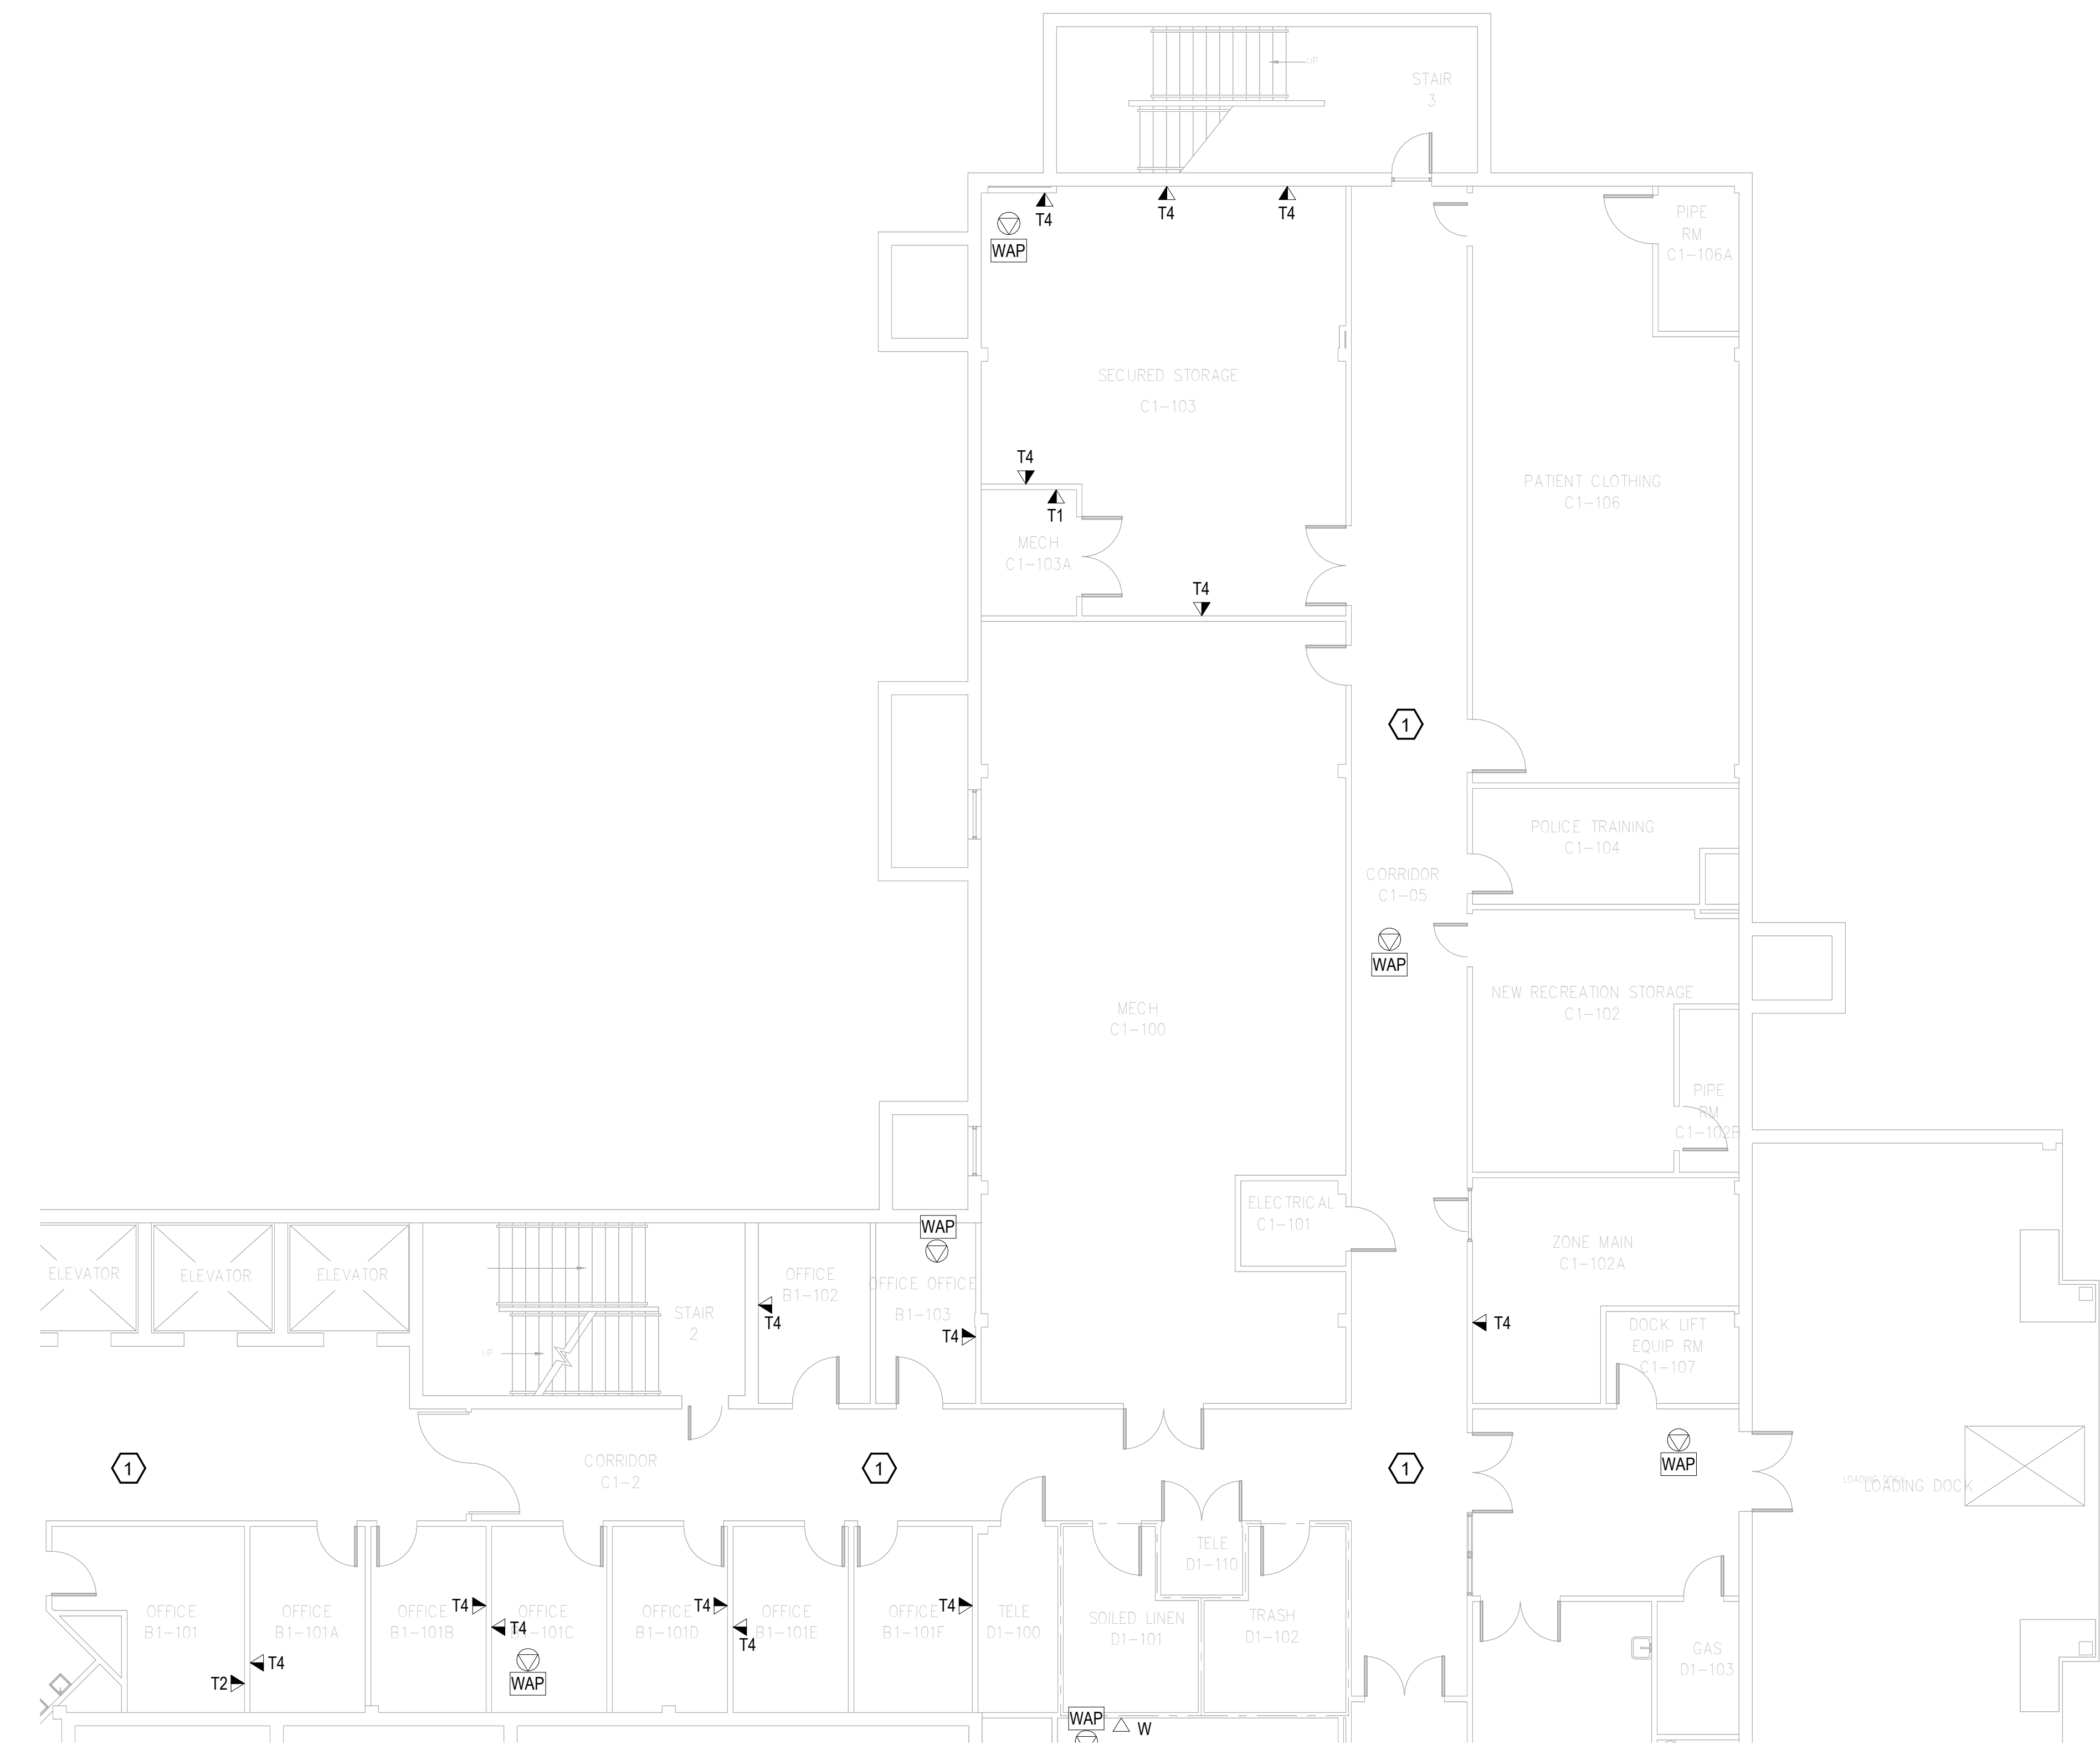 UP
STAIR
3
T4
T4
T4
WAP
PIPE
RM
C1-106A
SECURED STORAGE
C1-103
T4
T1
MECH
C1-103A
PATIENT CLOTHING
C1-106
T4
1
POLICE TRAINING
C1-104
CORRIDOR
C1-05
WAP
NEW RECREATION STORAGE
C1-102
MECH
C1-100
PIPE
RM
C1-102B
ELECTRICAL
C1-101
WAP
ZONE MAIN
C1-102A
ELEVATOR
ELEVATOR
ELEVATOR
OFFICE
B1-102
OFFICE OFFICE
B1-103
STAIR
2
T4
T4
T4
DOCK LIFT
EQUIP RM
C1-107
UP
CORRIDOR
C1-2
1
1
1
WAP
LOADING DOCK
LOADING DOCK
TELE
D1-110
OFFICE
B1-101
OFFICE
B1-101A
OFFICE
B1-101B
T4
T4
OFFICE
B1-101C
OFFICE
B1-101D
T4
T4
OFFICE
B1-101E
OFFICE
B1-101F
T4
TELE
D1-100
SOILED LINEN
D1-101
TRASH
D1-102
GAS
D1-103
T2
T4
WAP
WAP
W